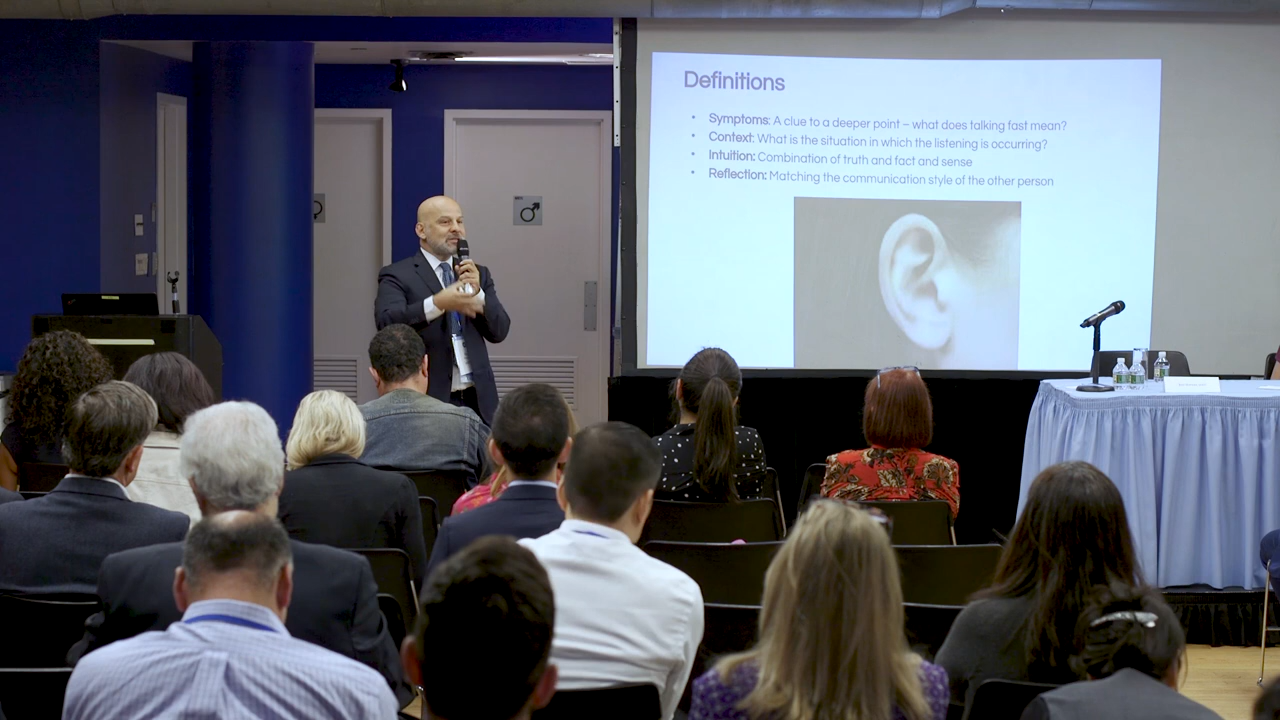 Definitions
• Symptoms: A clue to a deeper point – what does talking fast mean?
• Context: What is the situation in which the listening is occurring?
• Intuition: Combination of truth and fact and sense
• Reflection: Matching the communication style of the other person